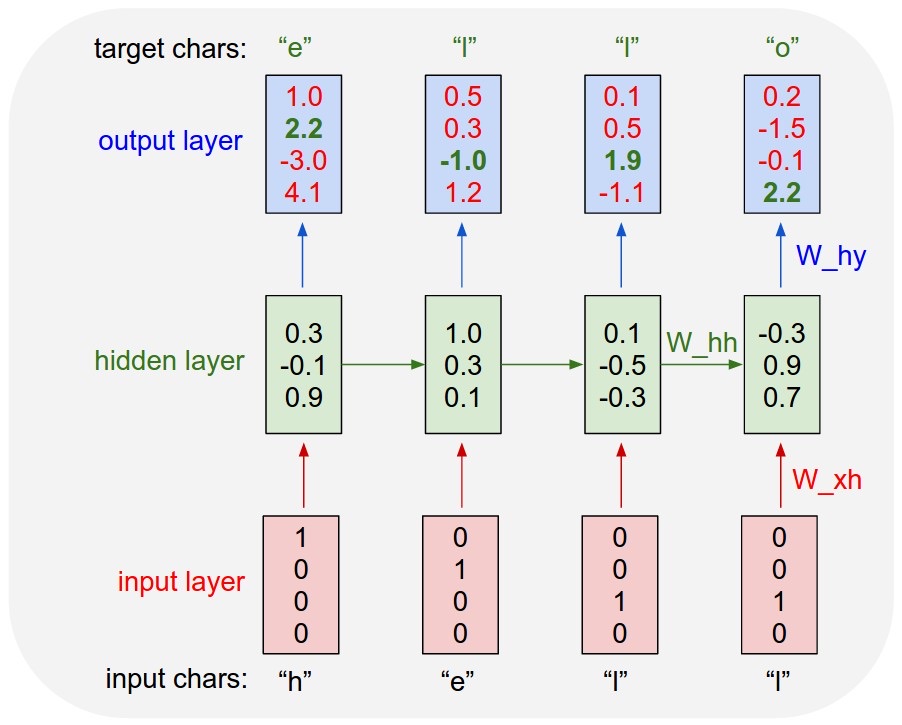 target chars: “e” “l” “l” “o”
1.0 0.5 0.1 0.2
2.2 0.3 0.5 -1.5
output layer -3.0 -1.0 1.9 -0.1
4.1 1.2 -1.1 2.2
W_hy
0.3 1.0 0.1 -0.3
hidden layer -0.1 0.3 -0.5 W_hh 0.9
0.9 0.1 -0.3 0.7
W_xh
1 0 0 0
0 1 0 0
input layer 0 0 1 1
0 0 0 0
input chars: “h” “e” “l” “l”